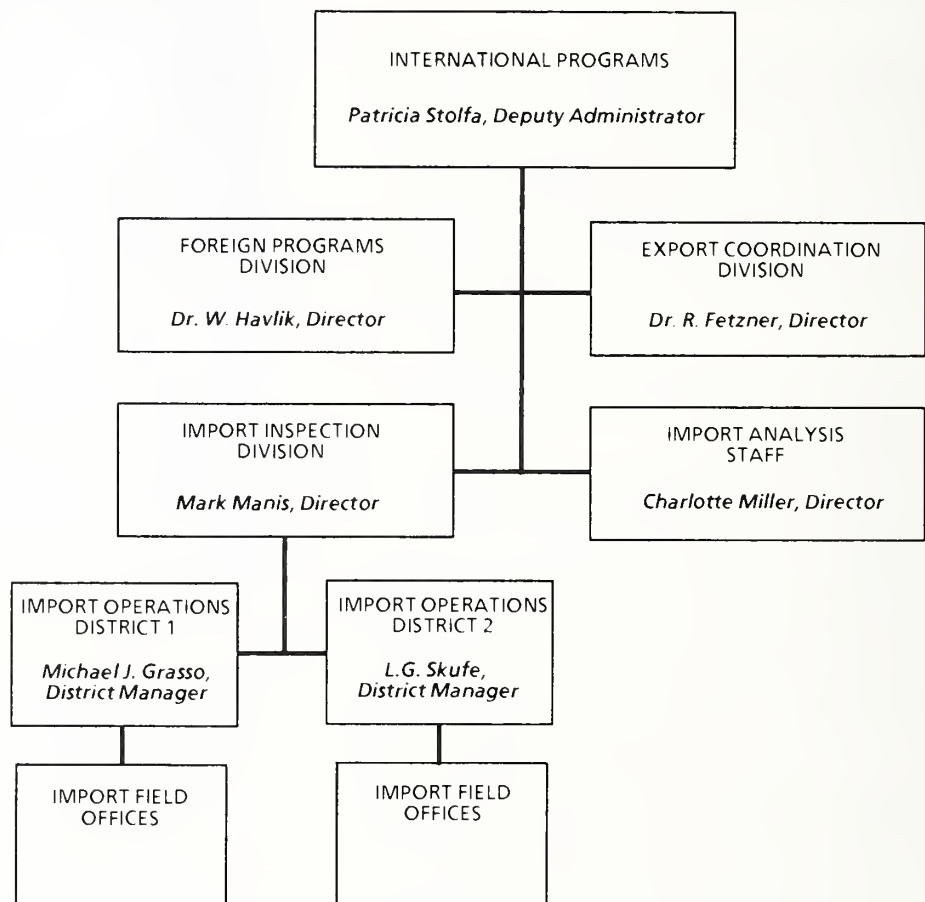 INTERNATIONAL PROGRAMS
Patricia Stolfa, Deputy Administrator
FOREIGN PROGRAMS
DIVISION
Dr. W. Havlik, Director
EXPORT COORDINATION
DIVISION
Dr. R. Fetzner, Director
IMPORT INSPECTION
DIVISION
Mark Manis, Director
IMPORT ANALYSIS
STAFF
Charlotte Miller, Director
IMPORT OPERATIONS
DISTRICT 1
Michael J. Grasso,
District Manager
IMPORT OPERATIONS
DISTRICT 2
L.G. Skufe,
District Manager
IMPORT FIELD
OFFICES
IMPORT FIELD
OFFICES